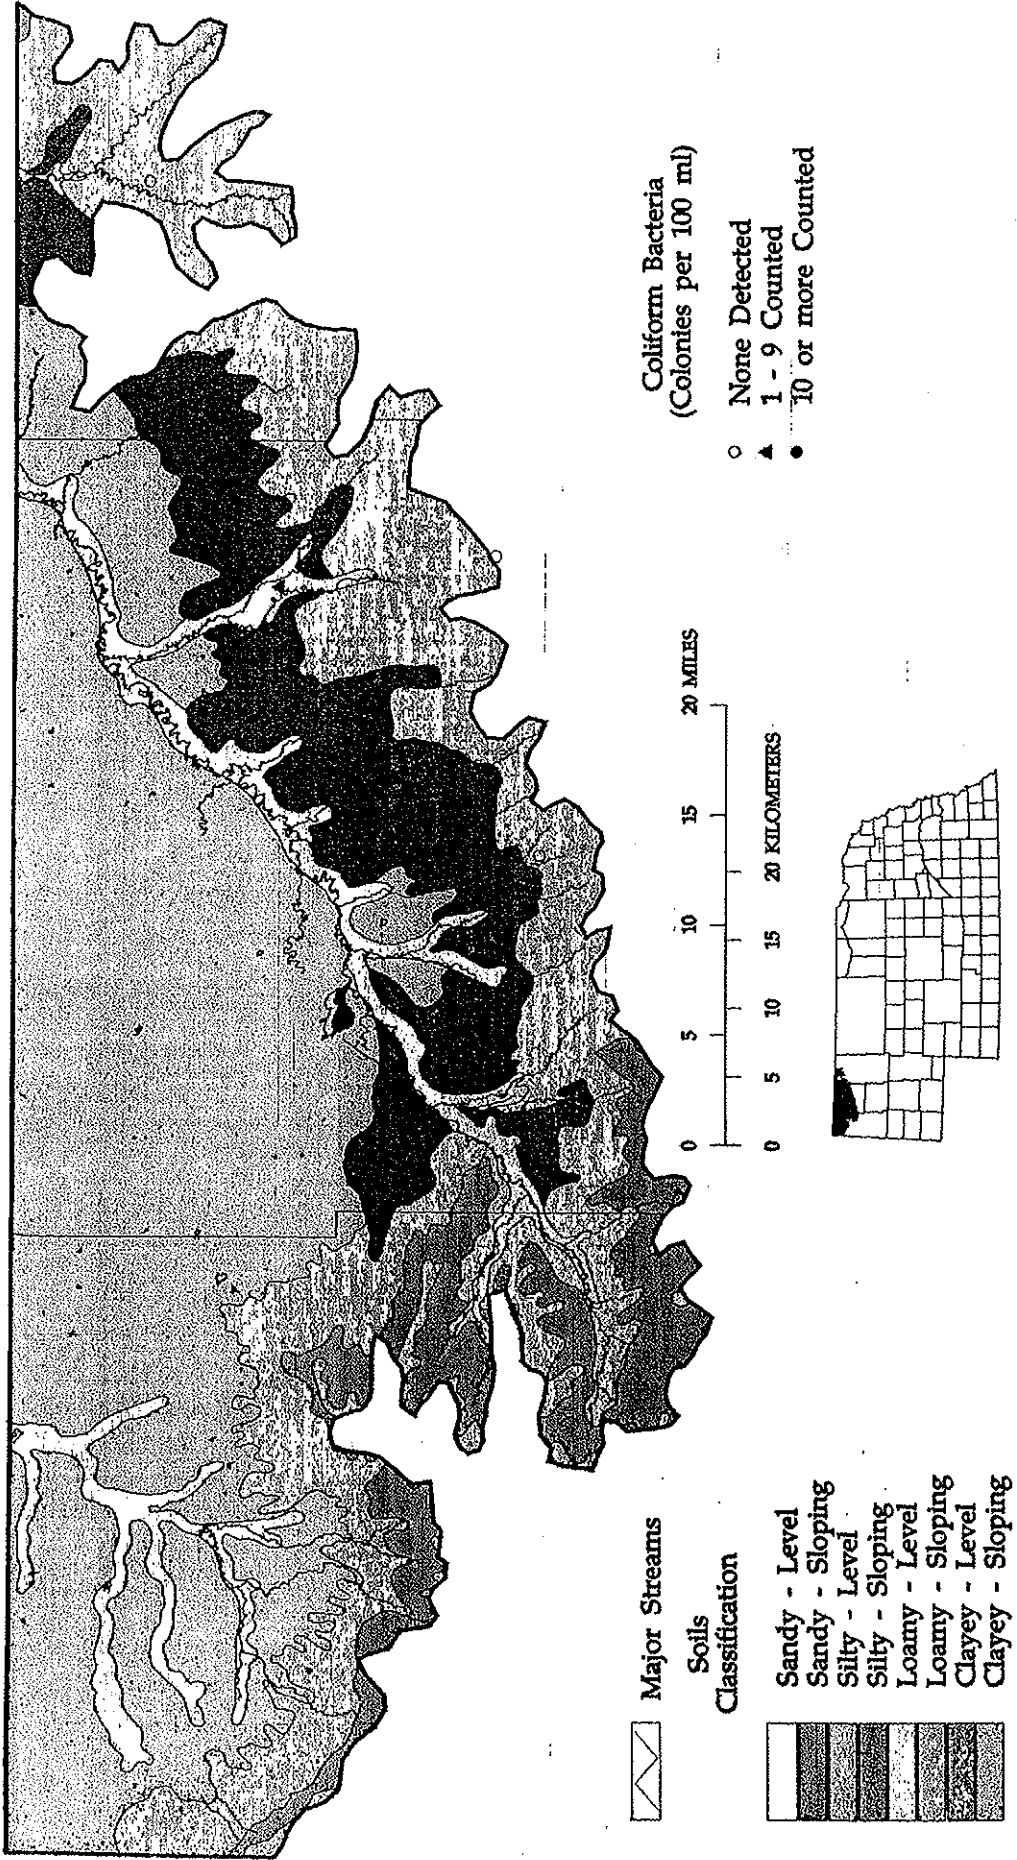 Coliform Bacteria
(Colonies per 100 ml)
None Detected
1 - 9 Counted
10 or more Counted
0 5 10 15 20 MILES
0 5 10 15 20 KILOMETERS
Major Streams
Soils
Classification
Sandy - Level
Sandy - Sloping
Silty - Level
Silty - Sloping
Loamy - Level
Loamy - Sloping
Clayey - Level
Clayey - Sloping